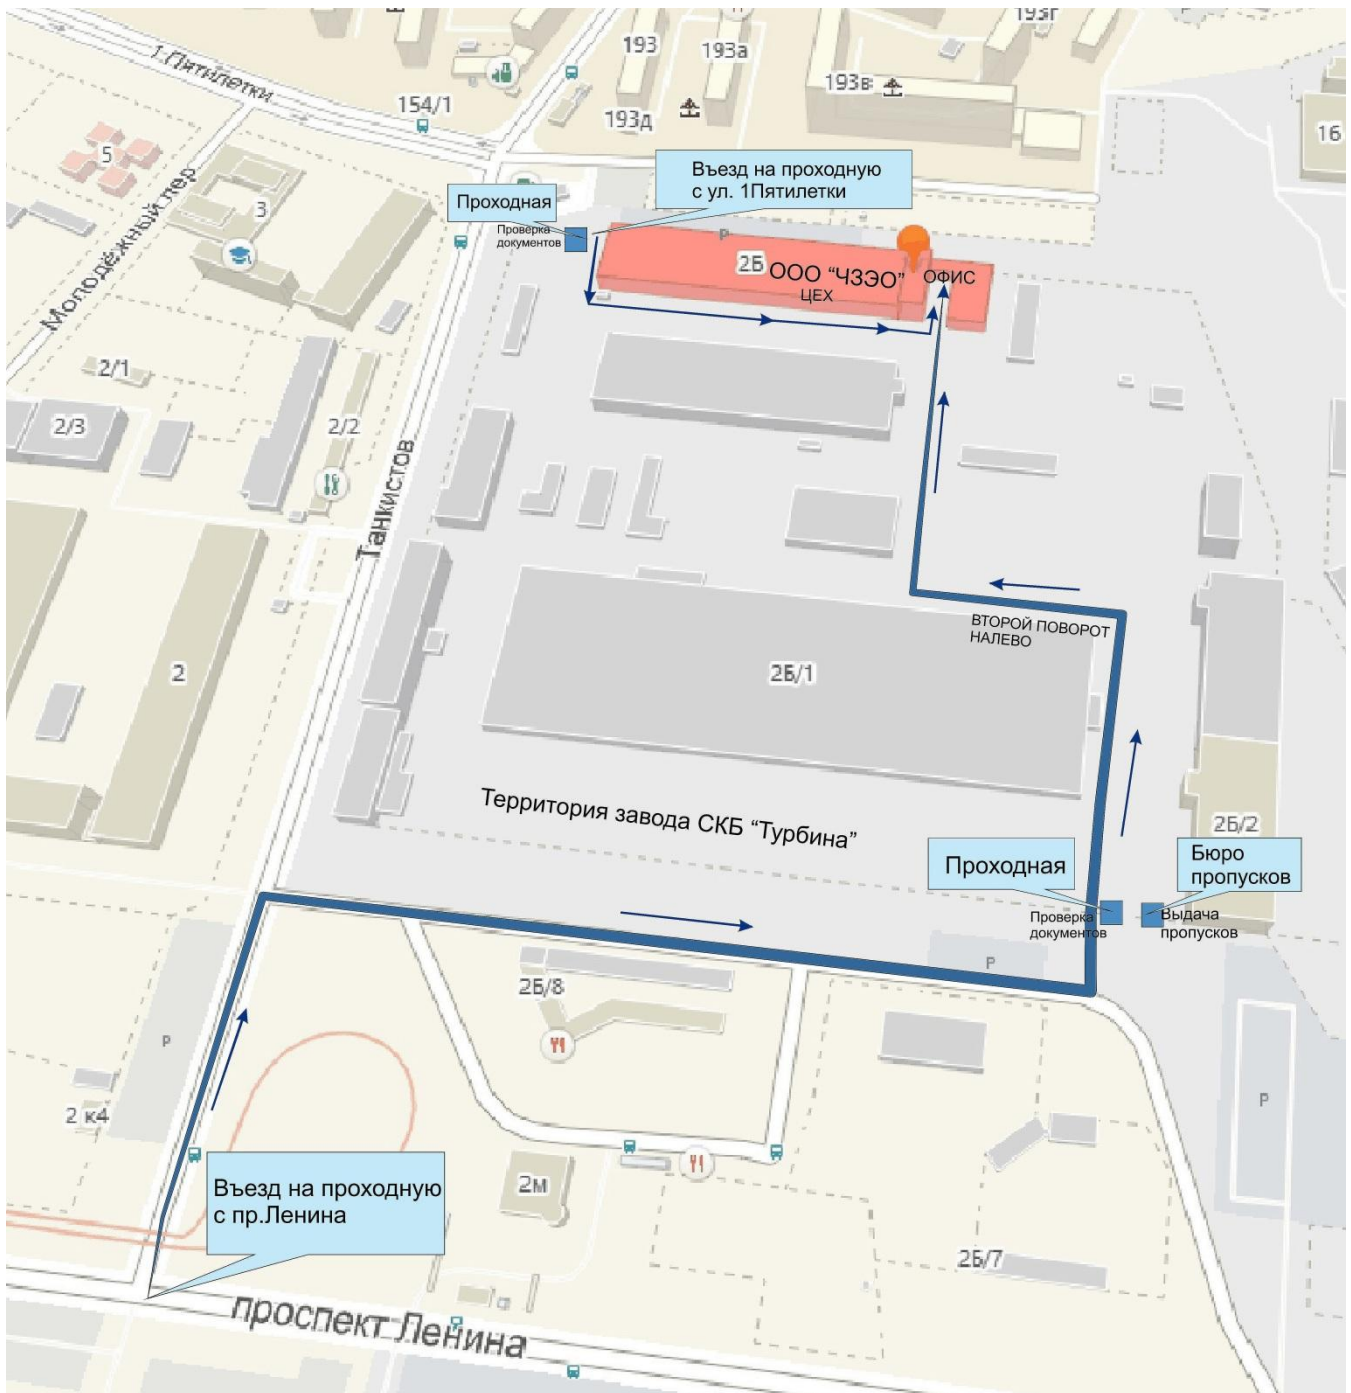 193г
193
193а
1 Пятилетки
193в
154/1
193д
16
5
Въезд на проходную
с ул. 1Пятилетки
Проходная
Молодёжный пер
3
Проверка
документов
P
2Б
ООО “ЧЗЭО”
ОФИС
ЦЕХ
2/1
2/3
2/2
Танкистов
ВТОРОЙ ПОВОРОТ
НАЛЕВО
2
2Б/1
Территория завода СКБ “Турбина”
2Б/2
Проходная
Бюро
пропусков
Проверка
документов
Выдача
пропусков
P
2Б/8
P
P
2 к4
Въезд на проходную
с пр.Ленина
2м
2Б/7
проспект Ленина